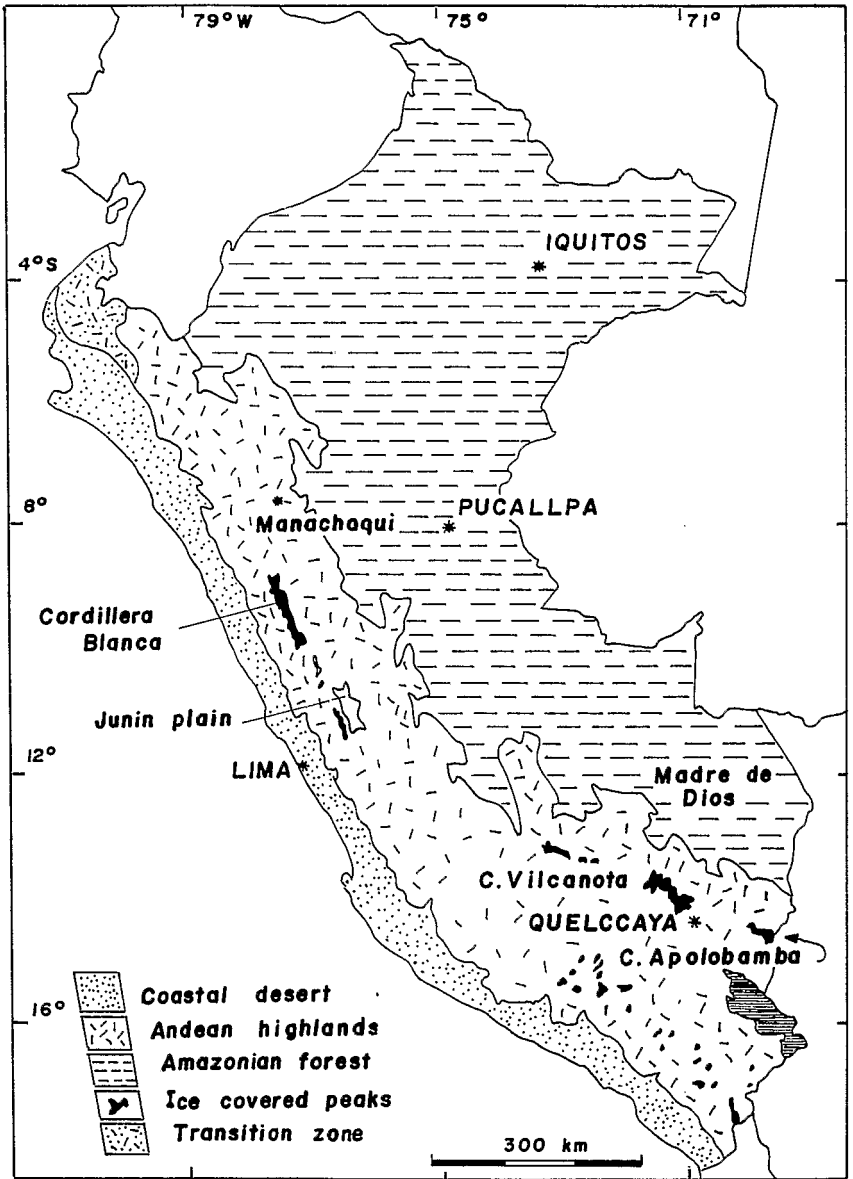 79°W
75°
71°
IQUITOS
4°S
8°
PUCALLPA
Manachaqui
Cordillera
Blanca
Junin plain
12°
LIMA
Madre de
Dios
C. Vilcanota
QUELCCAYA
C. Apolobamba
16°
Coastal desert
Andean highlands
Amazonian forest
Ice covered peaks
Transition zone
300 km